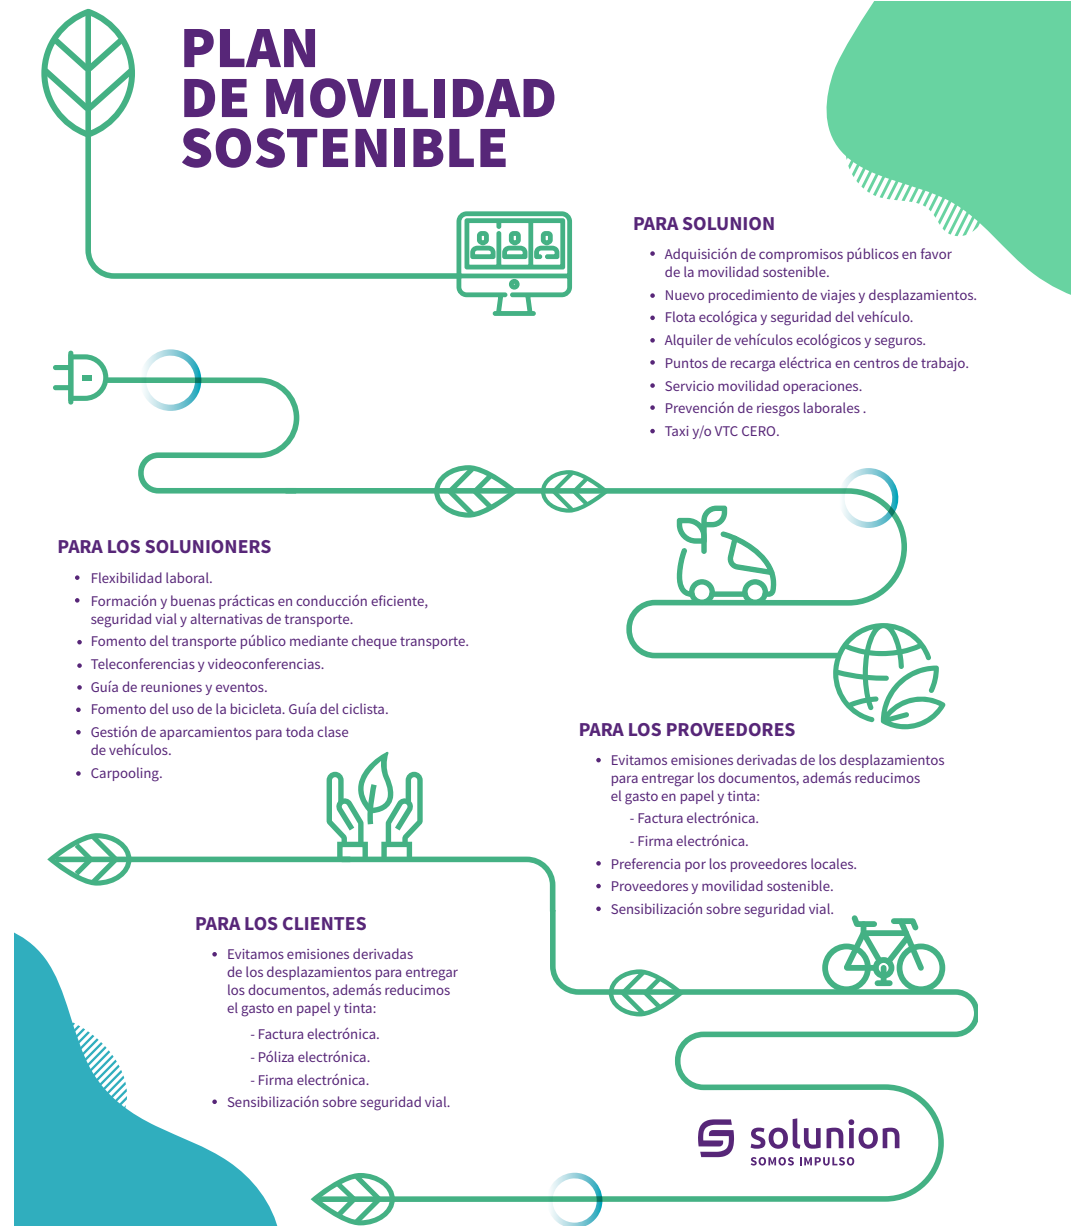 PLAN
DE MOVILIDAD
SOSTENIBLE
PARA SOLUNION
• Adquisición de compromisos públicos en favor
de la movilidad sostenible.
• Nuevo procedimiento de viajes y desplazamientos.
• Flota ecológica y seguridad del vehículo.
• Alquiler de vehículos ecológicos y seguros.
• Puntos de recarga eléctrica en centros de trabajo.
• Servicio movilidad operaciones.
• Prevención de riesgos laborales .
• Taxi y/o VTC CERO.
PARA LOS SOLUNIONERS
• Flexibilidad laboral.
• Formación y buenas prácticas en conducción eficiente,
seguridad vial y alternativas de transporte.
• Fomento del transporte público mediante cheque transporte.
• Teleconferencias y videoconferencias.
• Guía de reuniones y eventos.
• Fomento del uso de la bicicleta. Guía del ciclista.
• Gestión de aparcamientos para toda clase
de vehículos.
• Carpooling.
PARA LOS PROVEEDORES
• Evitamos emisiones derivadas de los desplazamientos
para entregar los documentos, además reducimos
el gasto en papel y tinta:
- Factura electrónica.
- Firma electrónica.
• Preferencia por los proveedores locales.
• Proveedores y movilidad sostenible.
• Sensibilización sobre seguridad vial.
PARA LOS CLIENTES
• Evitamos emisiones derivadas
de los desplazamientos para entregar
los documentos, además reducimos
el gasto en papel y tinta:
- Factura electrónica.
- Póliza electrónica.
- Firma electrónica.
• Sensibilización sobre seguridad vial.
solunion
SOMOS IMPULSO